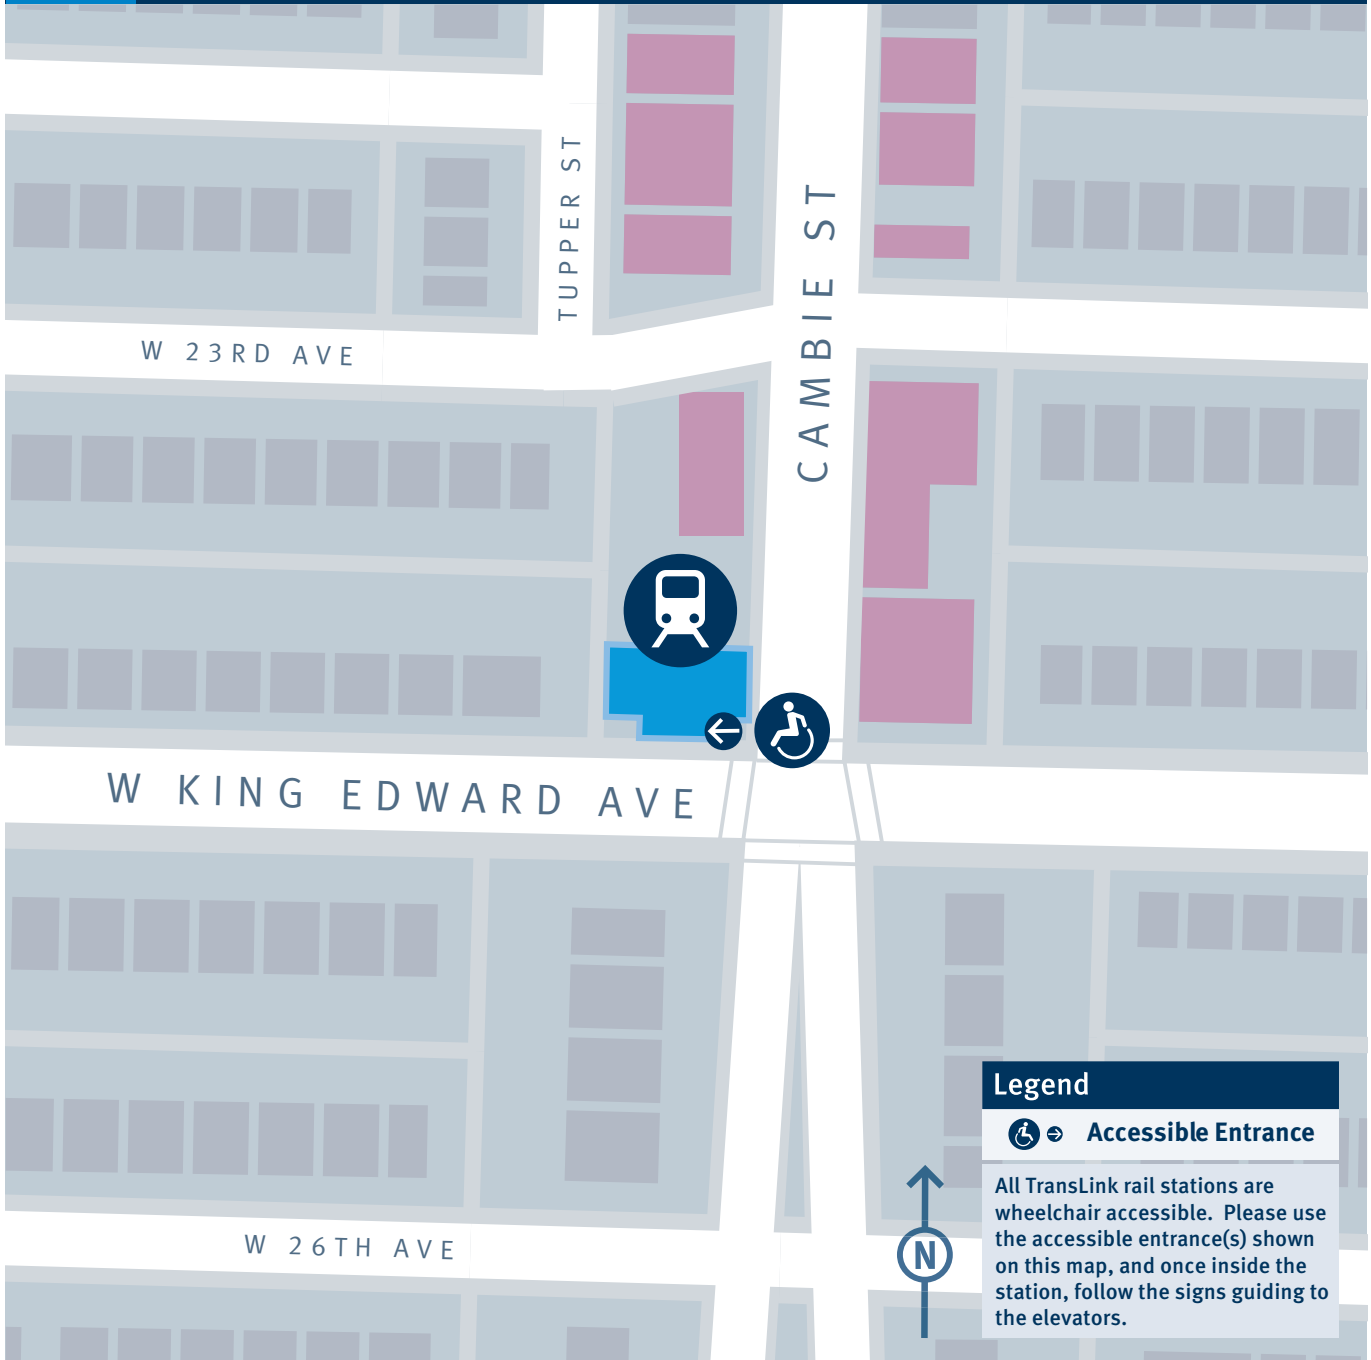 TUPPER ST
CAMBIE ST
W 23RD AVE
W KING EDWARD AVE
W 26TH AVE
Legend
Accessible Entrance
All TransLink rail stations are
wheelchair accessible. Please use
the accessible entrance(s) shown
on this map, and once inside the
station, follow the signs guiding to
the elevators.
N